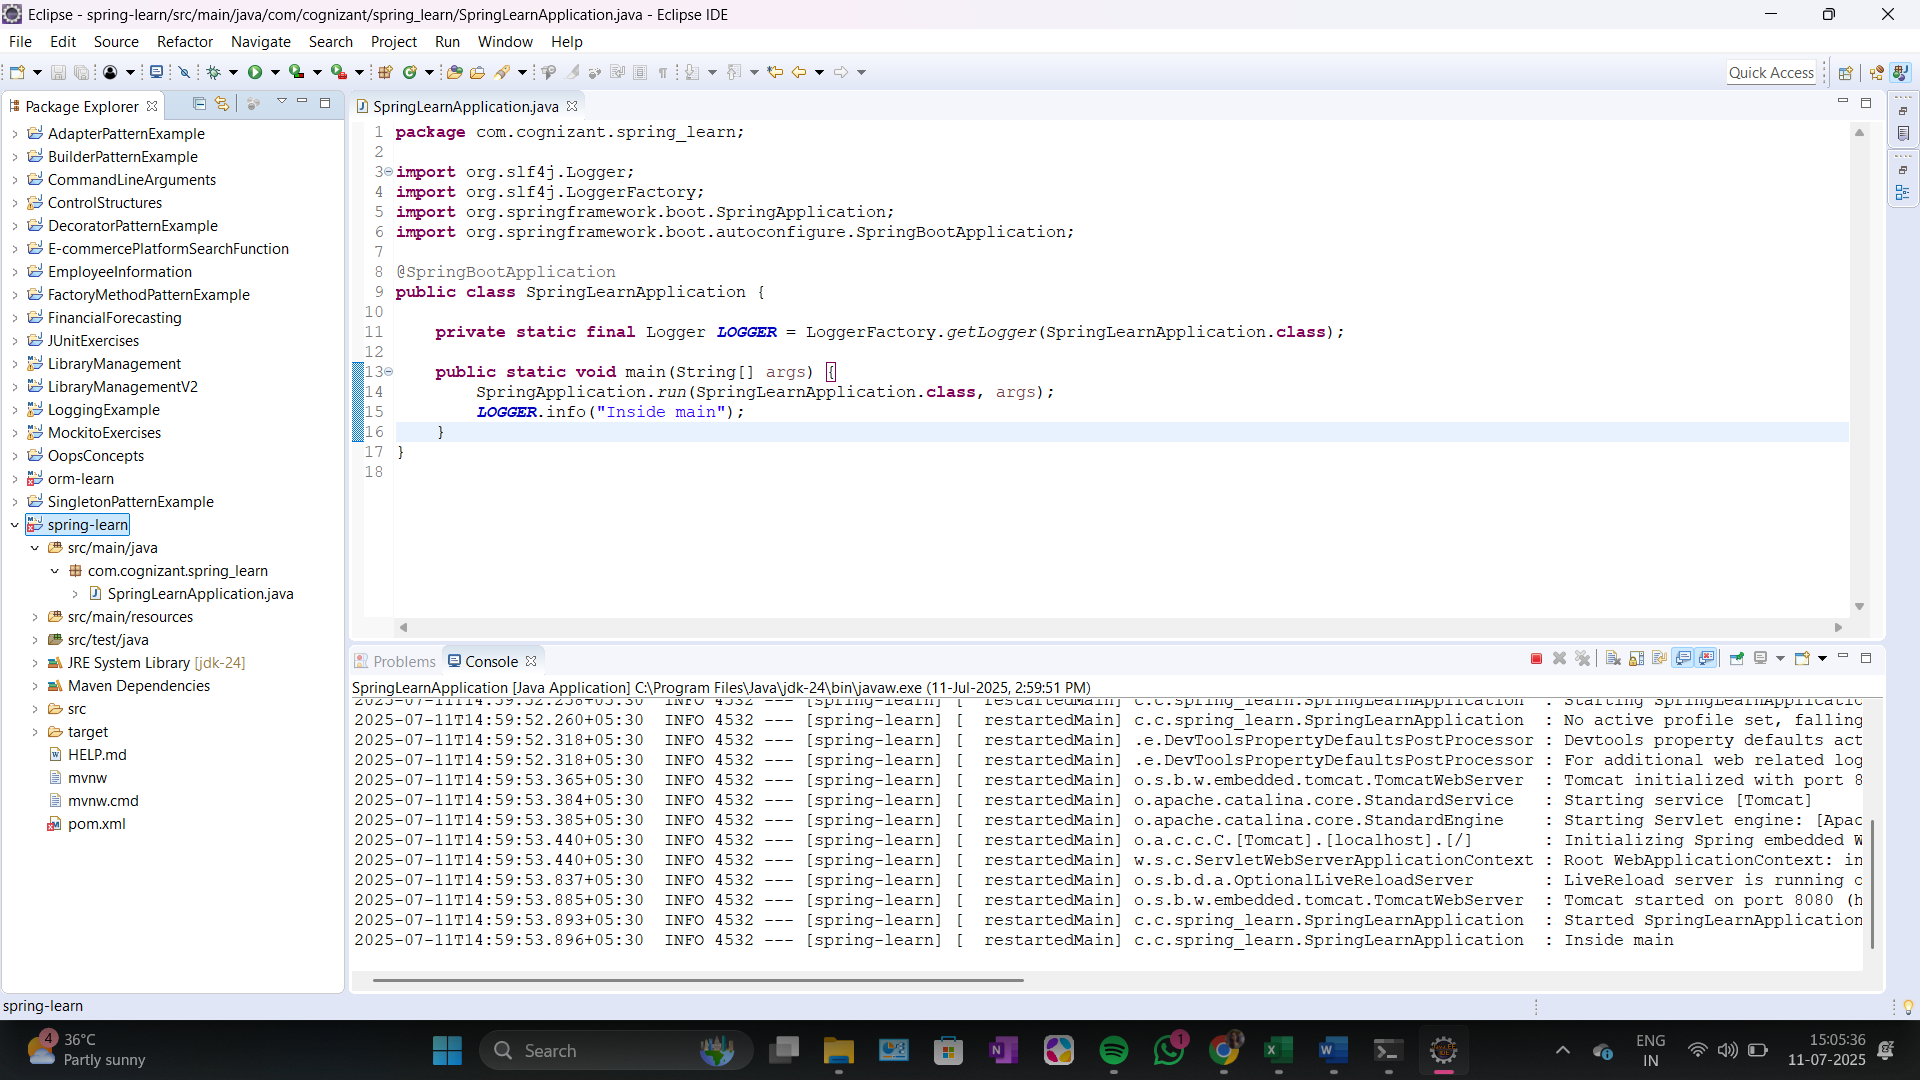 Eclipse - spring-learn/src/main/java/com/cognizant/spring_learn/SpringLearnApplication.java - Eclipse IDE
File Edit Source Refactor Navigate Search Project Run Window Help
Quick Access
Package Explorer
AdapterPatternExample
BuilderPatternExample
CommandLineArguments
ControlStructures
DecoratorPatternExample
E-commercePlatformSearchFunction
EmployeeInformation
FactoryMethodPatternExample
FinancialForecasting
JUnitExercises
LibraryManagement
LibraryManagementV2
LoggingExample
MockitoExercises
OopsConcepts
orm-learn
SingletonPatternExample
spring-learn
src/main/java
com.cognizant.spring_learn
SpringLearnApplication.java
src/main/resources
src/test/java
JRE System Library [jdk-24]
Maven Dependencies
src
target
HELP.md
mvnw
mvnw.cmd
pom.xml
SpringLearnApplication.java
1 package com.cognizant.spring_learn;
2
3 import org.slf4j.Logger;
4 import org.slf4j.LoggerFactory;
5 import org.springframework.boot.SpringApplication;
6 import org.springframework.boot.autoconfigure.SpringBootApplication;
7
8 @SpringBootApplication
9 public class SpringLearnApplication {
10
11 private static final Logger LOGGER = LoggerFactory.getLogger(SpringLearnApplication.class);
12
13 public static void main(String[] args) {
14 SpringApplication.run(SpringLearnApplication.class, args);
15 LOGGER.info("Inside main");
16 }
17 }
18
Problems Console
SpringLearnApplication [Java Application] C:\Program Files\Java\jdk-24\bin\javaw.exe (11-Jul-2025, 2:59:51 PM)
2025-07-11T14:59:52.258+05:30 INFO 4532 --- [spring-learn] [ restartedMain] c.c.spring_learn.SpringLearnApplication : Starting SpringLearnApplicatio
2025-07-11T14:59:52.260+05:30 INFO 4532 --- [spring-learn] [ restartedMain] c.c.spring_learn.SpringLearnApplication : No active profile set, falling
2025-07-11T14:59:52.318+05:30 INFO 4532 --- [spring-learn] [ restartedMain] .e.DevToolsPropertyDefaultsPostProcessor : Devtools property defaults act
2025-07-11T14:59:52.318+05:30 INFO 4532 --- [spring-learn] [ restartedMain] .e.DevToolsPropertyDefaultsPostProcessor : For additional web related log
2025-07-11T14:59:53.365+05:30 INFO 4532 --- [spring-learn] [ restartedMain] o.s.b.w.embedded.tomcat.TomcatWebServer : Tomcat initialized with port 8
2025-07-11T14:59:53.384+05:30 INFO 4532 --- [spring-learn] [ restartedMain] o.apache.catalina.core.StandardService : Starting service [Tomcat]
2025-07-11T14:59:53.385+05:30 INFO 4532 --- [spring-learn] [ restartedMain] o.apache.catalina.core.StandardEngine : Starting Servlet engine: [Apac
2025-07-11T14:59:53.440+05:30 INFO 4532 --- [spring-learn] [ restartedMain] o.a.c.c.C.[Tomcat].[localhost].[/] : Initializing Spring embedded W
2025-07-11T14:59:53.440+05:30 INFO 4532 --- [spring-learn] [ restartedMain] w.s.c.ServletWebServerApplicationContext : Root WebApplicationContext: in
2025-07-11T14:59:53.837+05:30 INFO 4532 --- [spring-learn] [ restartedMain] o.s.b.d.a.OptionalLiveReloadServer : LiveReload server is running o
2025-07-11T14:59:53.885+05:30 INFO 4532 --- [spring-learn] [ restartedMain] o.s.b.w.embedded.tomcat.TomcatWebServer : Tomcat started on port 8080 (h
2025-07-11T14:59:53.893+05:30 INFO 4532 --- [spring-learn] [ restartedMain] c.c.spring_learn.SpringLearnApplication : Started SpringLearnApplication
2025-07-11T14:59:53.896+05:30 INFO 4532 --- [spring-learn] [ restartedMain] c.c.spring_learn.SpringLearnApplication : Inside main
spring-learn
4
36°C
Partly sunny
Search
1
ENG
IN
15:05:36
11-07-2025